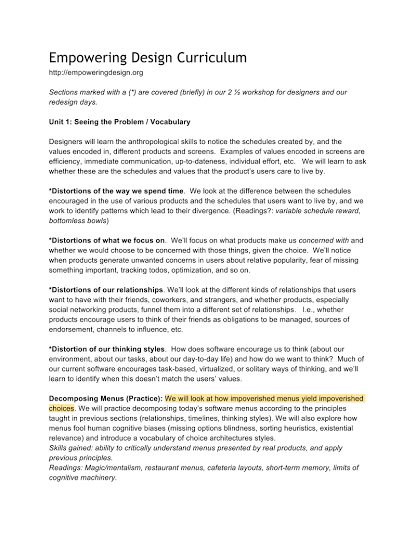 Empowering Design Curriculum
http://empoweringdesign.org
Sections marked with a (*) are covered (briefly) in our 2 ½ workshop for designers and our
redesign days.
Unit 1: Seeing the Problem / Vocabulary
Designers will learn the anthropological skills to notice the schedules created by, and the
values encoded in, different products and screens.  Examples of values encoded in screens are
efficiency, immediate communication, up-to-dateness, individual effort, etc.  We will learn to ask
whether these are the schedules and values that the product's users care to live by.
*Distortions of the way we spend time.  We look at the difference between the schedules
encouraged in the use of various products and the schedules that users want to live by, and we
work to identify patterns which lead to their divergence. (Readings?: variable schedule reward,
bottomless bowls)
*Distortions of what we focus on.  We'll focus on what products make us concerned with and
whether we would choose to be concerned with those things, given the choice.  We'll notice
when products generate unwanted concerns in users about relative popularity, fear of missing
something important, tracking todos, optimization, and so on.
*Distortions of our relationships. We'll look at the different kinds of relationships that users
want to have with their friends, coworkers, and strangers, and whether products, especially
social networking products, funnel them into a different set of relationships.  I.e., whether
products encourage users to think of their friends as obligations to be managed, sources of
endorsement, channels to influence, etc.
*Distortion of our thinking styles.  How does software encourage us to think (about our
environment, about our tasks, about our day-to-day life) and how do we want to think?  Much of
our current software encourages task-based, virtualized, or solitary ways of thinking, and we'll
learn to identify when this doesn't match the users' values.
Decomposing Menus (Practice): We will look at how impoverished menus yield impoverished
choices. We will practice decomposing today's software menus according to the principles
taught in previous sections (relationships, timelines, thinking styles). We will also explore how
menus fool human cognitive biases (missing options blindness, sorting heuristics, existential
relevance) and introduce a vocabulary of choice architectures styles.
Skills gained: ability to critically understand menus presented by real products, and apply
previous principles.
Readings: Magic/mentalism, restaurant menus, cafeteria layouts, short-term memory, limits of
cognitive machinery.